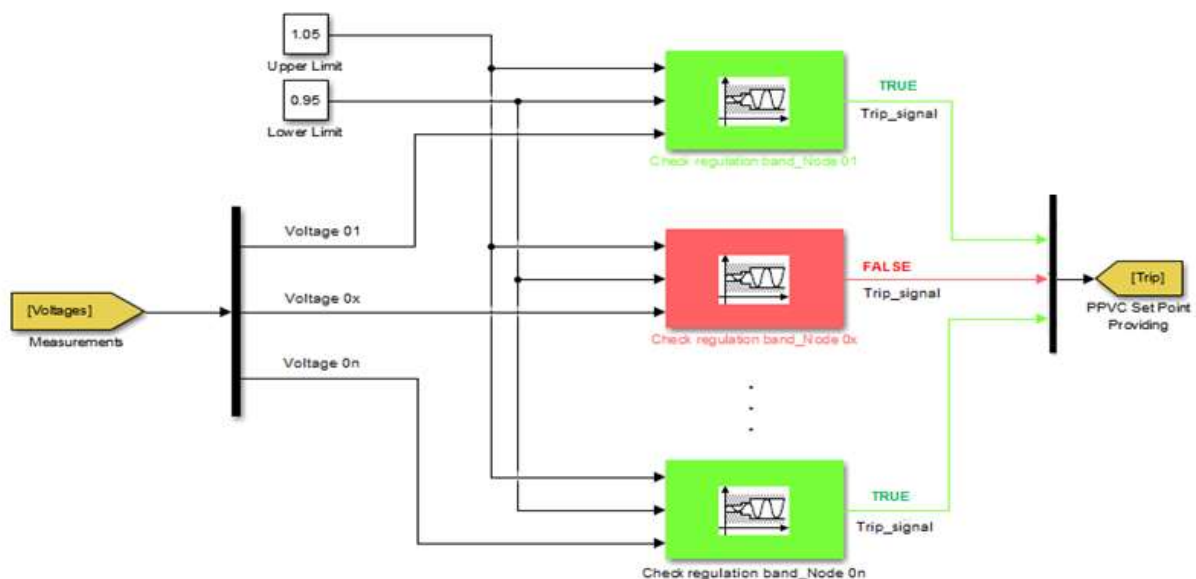 1.05
Upper Limit
0.95
Lower Limit
TRUE
Trip_signal
Check regulation band_Node 01
Voltage 01
FALSE
[Voltages]
Voltage 0x
Trip_signal
[Trip]
Measurements
PPVC Set Point
Providing
Check regulation band_Node 0x
Voltage 0n
TRUE
Trip_signal
Check regulation band_Node 0n